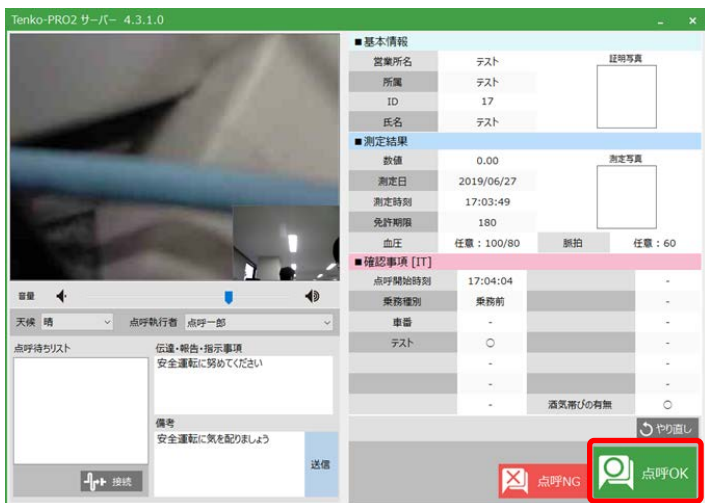 Tenko-PRO2 サーバー 4.3.1.0
音量
天候 晴 点呼執行者 点呼一郎
点呼待ちリスト
接続
伝達・報告・指示事項
安全運転に努めてください
備考
安全運転に気を配りましょう
送信
■基本情報
営業所名 テスト 証明写真
所属 テスト
ID 17
氏名 テスト
■測定結果
数値 0.00 測定写真
測定日 2019/06/27
測定時刻 17:03:49
免許期限 180
血圧 任意：100/80 脈拍 任意：60
■確認事項 [IT]
点呼開始時刻 17:04:04 -
乗務種別 乗務前 -
車番 - -
テスト ○ -
- -
- -
- 酒気帯びの有無 ○
やり直し
点呼NG
点呼OK